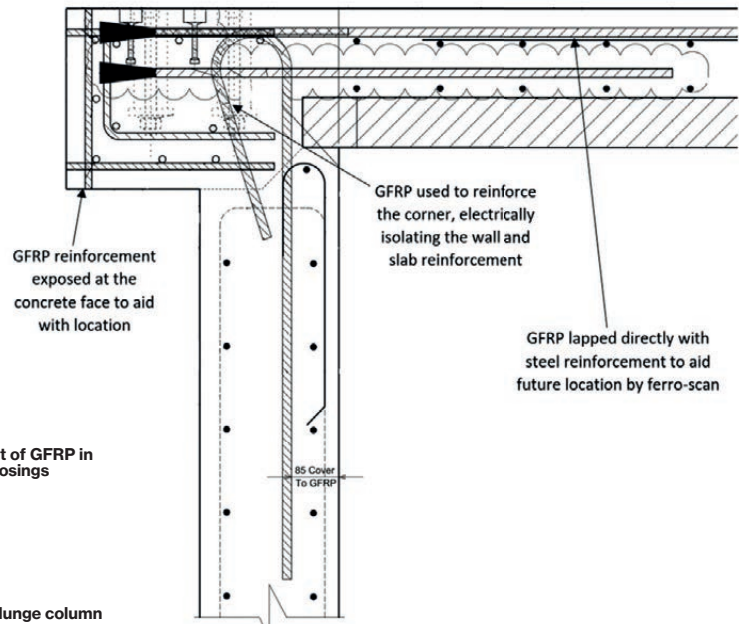 GFRP reinforcement
exposed at the
concrete face to aid
with location
GFRP used to reinforce
the corner, electrically
isolating the wall and
slab reinforcement
GFRP lapped directly with
steel reinforcement to aid
future location by ferro-scan
85 Cover
To GFRP
t of GFRP in
osings
lunge column